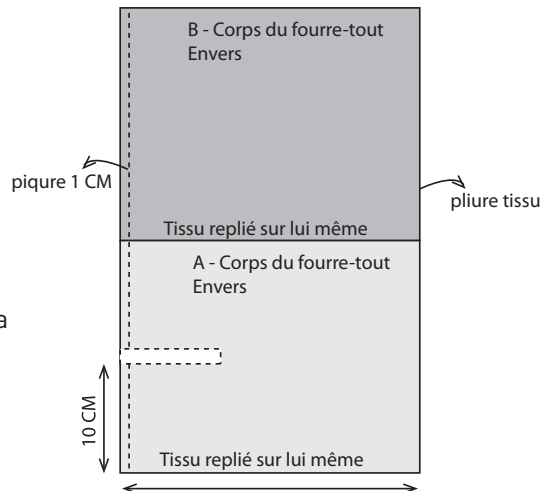 B - Corps du fourre-tout
Envers
piqure 1 CM
pliure tissu
Tissu replié sur lui même
A - Corps du fourre-tout
Envers
a
10 CM
Tissu replié sur lui même